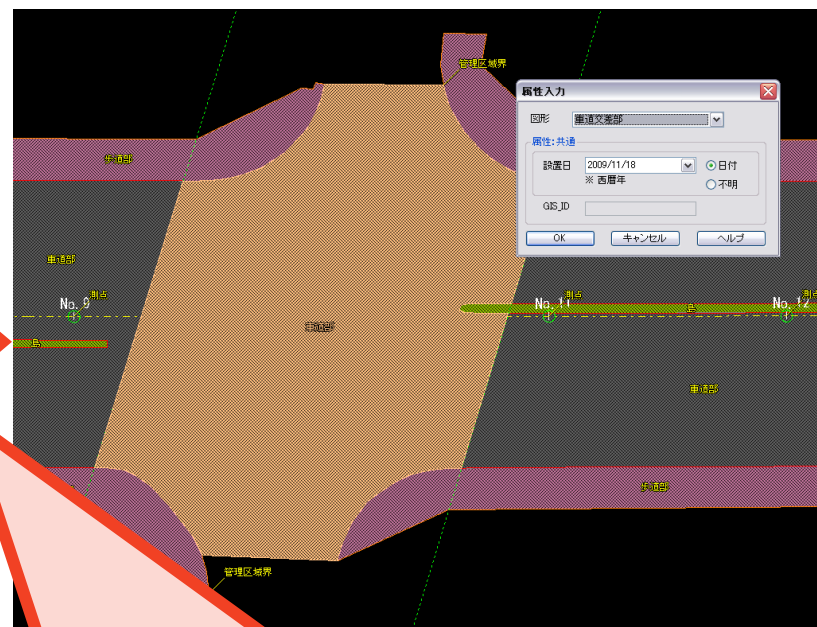 管理区域界
属性入力
図形 車道交差部
属性:共通
設置日 2009/11/18 日付
※ 西暦年 不明
GIS_ID
OK キャンセル ヘルプ
歩道部
車道部
測点
No. 9
測点
No. 11
測点
No. 12
島
車道部
島
車道部
歩道部
管理区域界